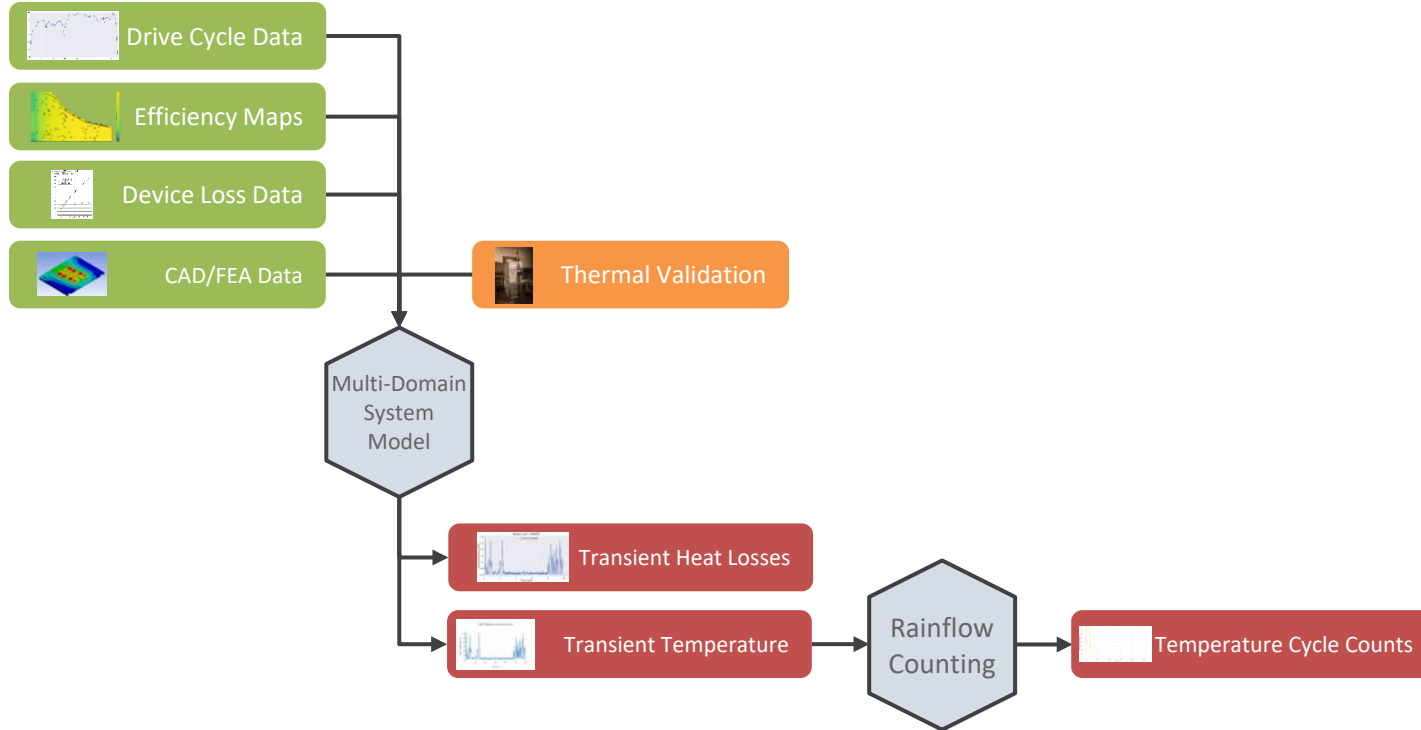 Drive Cycle Data
Efficiency Maps
Device Loss Data
CAD/FEA Data
Thermal Validation
Multi-Domain
System
Model
Transient Heat Losses
Transient Temperature
Rainflow
Counting
Temperature Cycle Counts